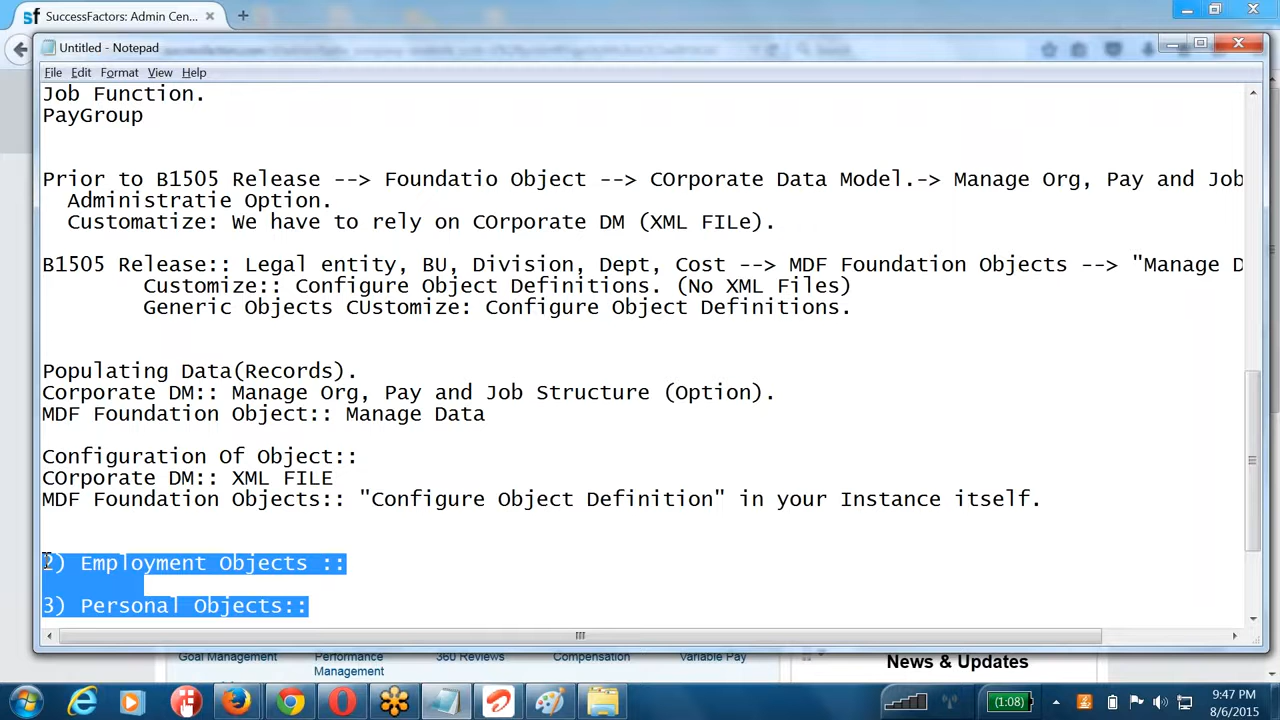 SuccessFactors: Admin Cen...
Untitled - Notepad
File Edit Format View Help
Job Function.
PayGroup
Prior to B1505 Release --> Foundatio Object --> COrporate Data Model.-> Manage Org, Pay and Job
Administratie Option.
Customatize: We have to rely on COrporate DM (XML FILe).
B1505 Release:: Legal entity, BU, Division, Dept, Cost --> MDF Foundation Objects --> "Manage D
Customize:: Configure Object Definitions. (No XML Files)
Generic Objects CUstomize: Configure Object Definitions.
Populating Data(Records).
Corporate DM:: Manage Org, Pay and Job Structure (Option).
MDF Foundation Object:: Manage Data
Configuration Of Object::
COrporate DM:: XML FILE
MDF Foundation Objects:: "Configure Object Definition" in your Instance itself.
2) Employment Objects ::
3) Personal Objects::
Goal Management Performance Management 360 Reviews Compensation Variable Pay
News & Updates
(1:08)
9:47 PM
8/6/2015